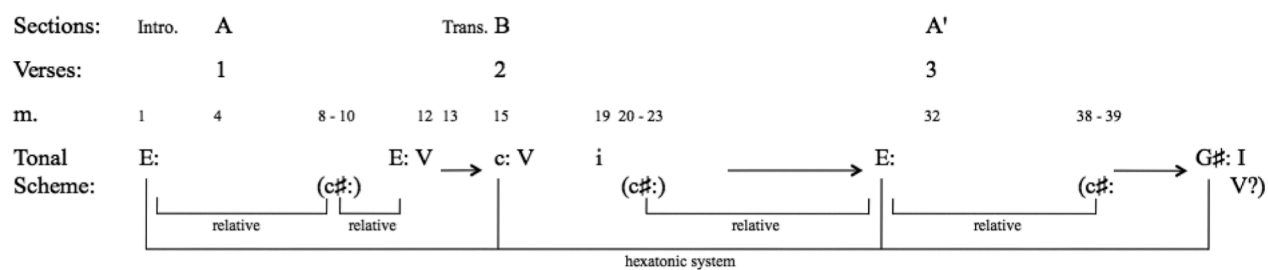 Sections: Intro. A Trans. B A'
Verses: 1 2 3
m. 1 4 8 - 10 12 13 15 19 20 - 23 32 38 - 39
Tonal E: E: V c: V i E: G♯: I
Scheme: (c♯:) (c♯:) (c♯: V?)
relative relative relative relative
hexatonic system